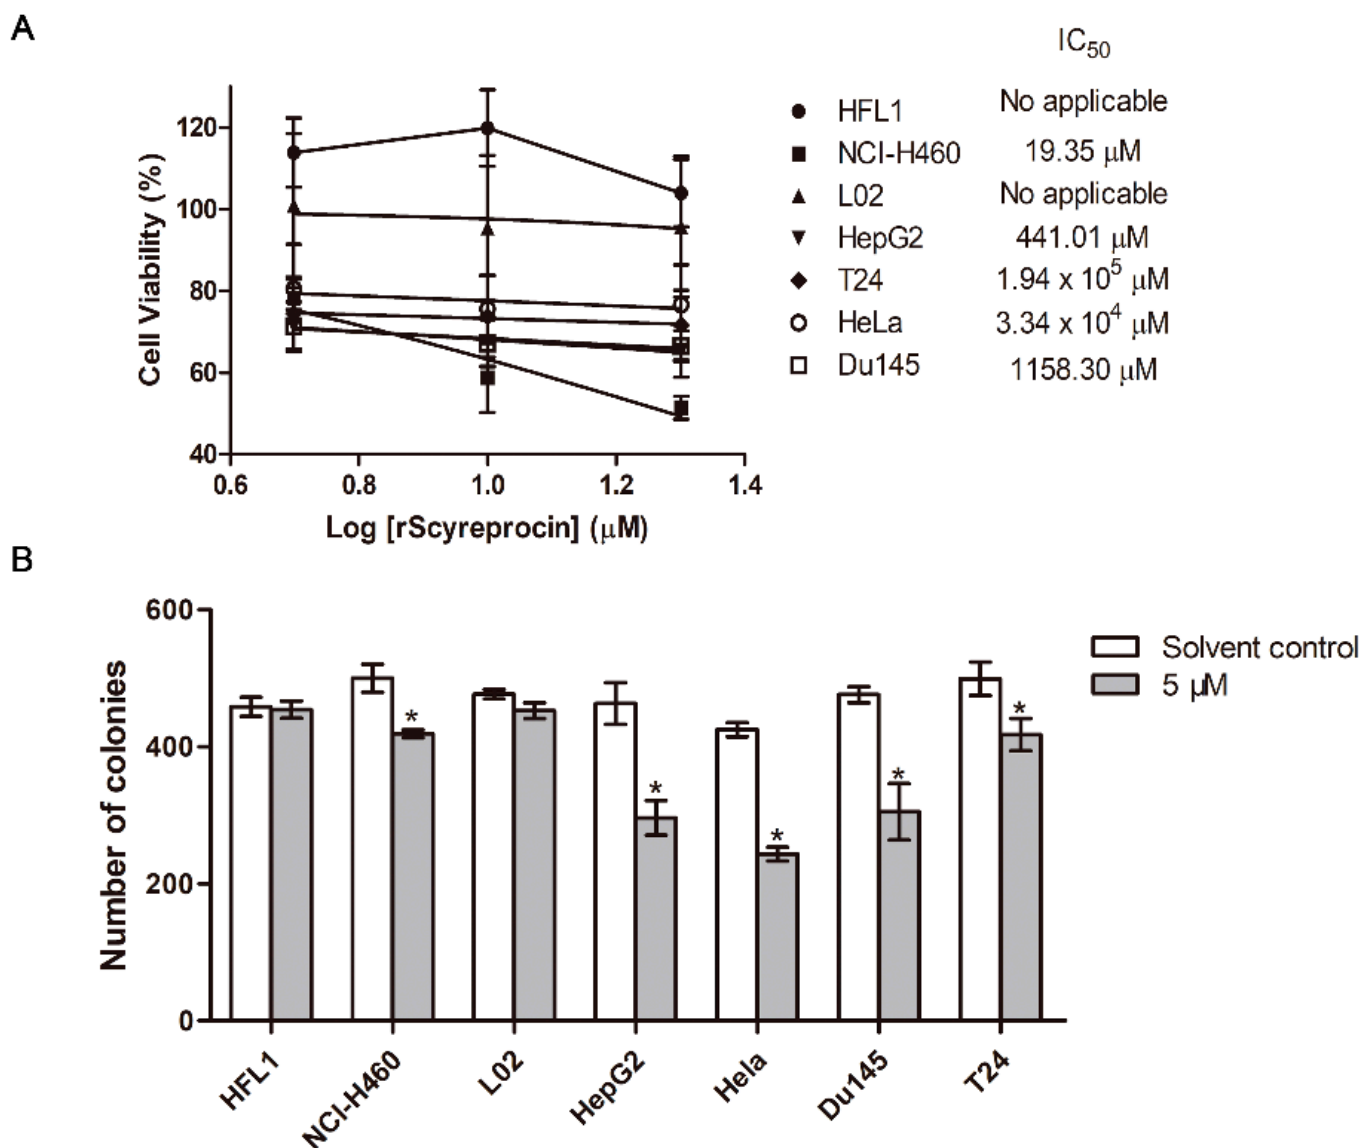 A
IC50
HFL1 No applicable
NCI-H460 19.35 μM
L02 No applicable
HepG2 441.01 μM
T24 1.94 x 10^5 μM
HeLa 3.34 x 10^4 μM
Du145 1158.30 μM
Cell Viability (%)
120
100
80
60
40
0.6 0.8 1.0 1.2 1.4
Log [rScyreprocin] (μM)
B
Number of colonies
600
400
200
0
Solvent control
5 μM
* * * * *
HFL1 NCI-H460 L02 HepG2 Hela Du145 T24